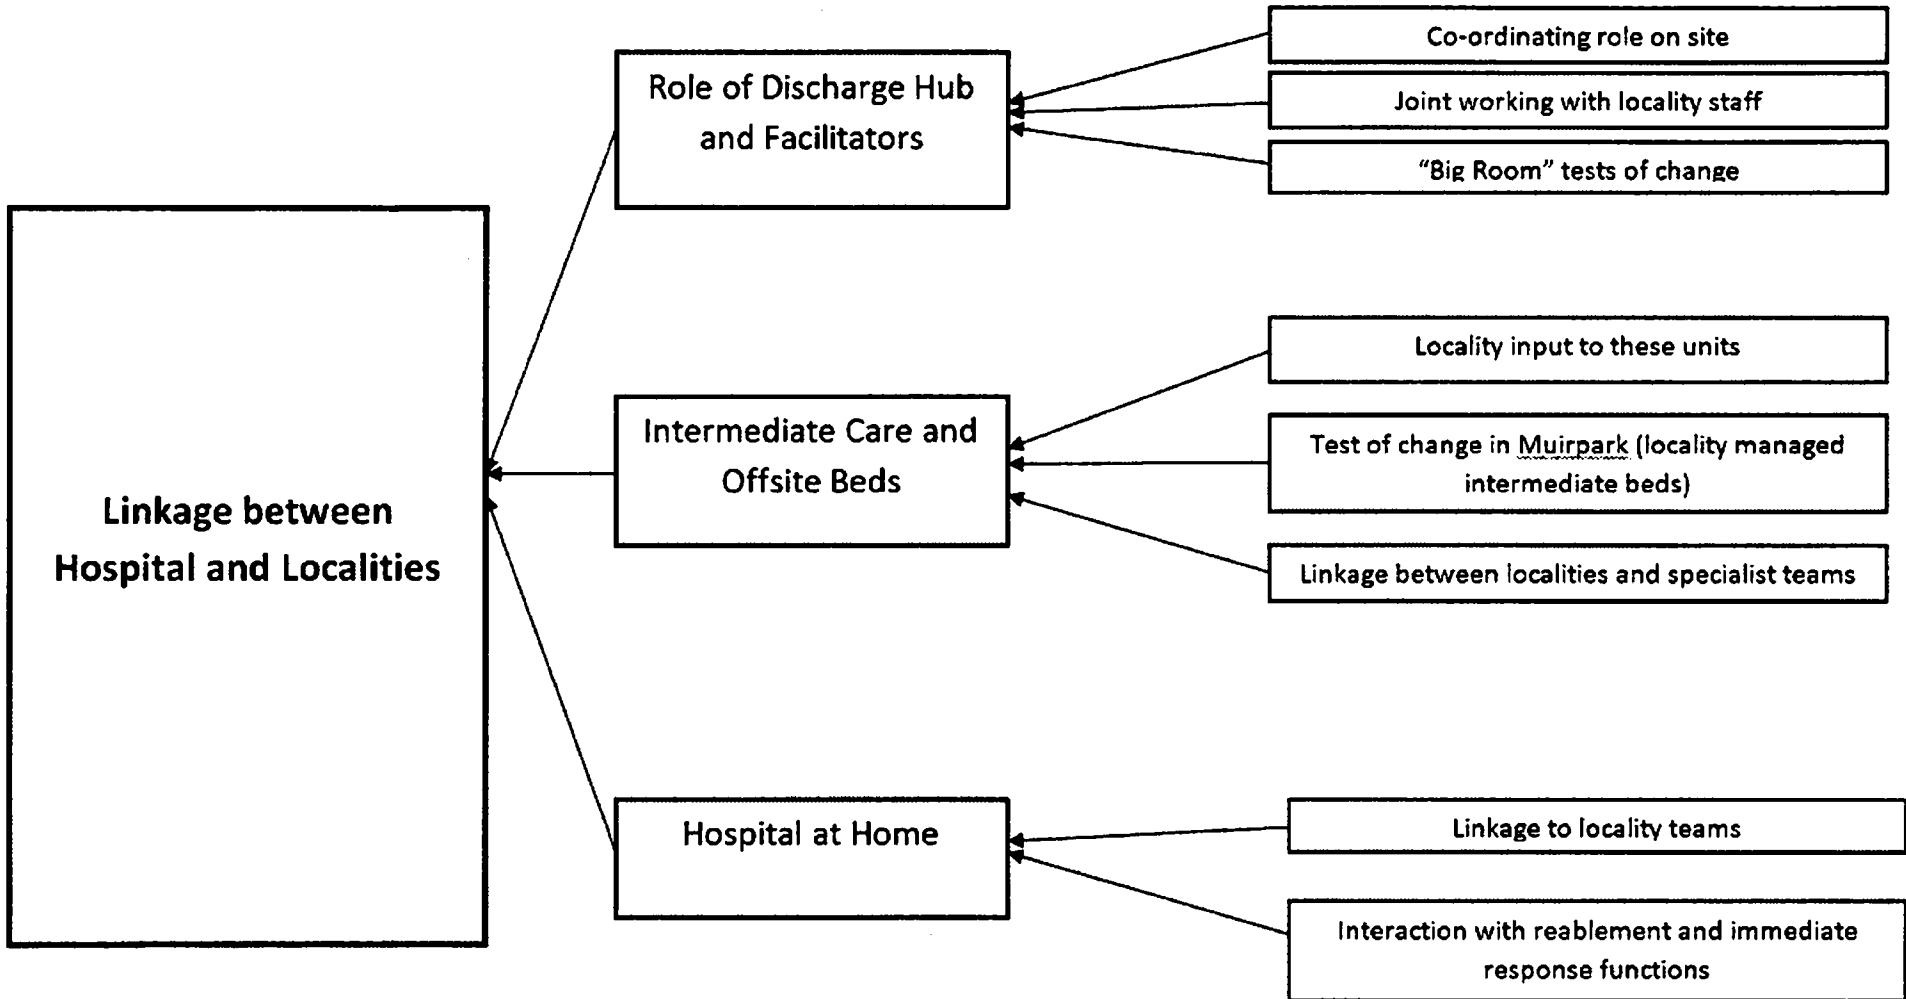 Linkage between
Hospital and Localities
Role of Discharge Hub
and Facilitators
Co-ordinating role on site
Joint working with locality staff
“Big Room” tests of change
Intermediate Care and
Offsite Beds
Locality input to these units
Test of change in Muirpark (locality managed
intermediate beds)
Linkage between localities and specialist teams
Hospital at Home
Linkage to locality teams
Interaction with reablement and immediate
response functions